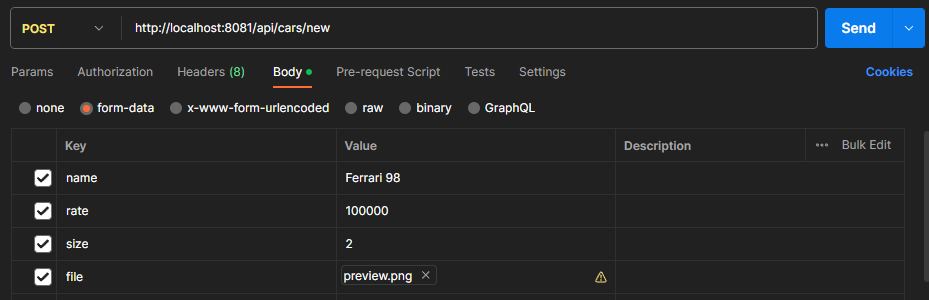 POST http://localhost:8081/api/cars/new Send
Params Authorization Headers (8) Body Pre-request Script Tests Settings Cookies
none form-data x-www-form-urlencoded raw binary GraphQL
Key Value Description ••• Bulk Edit
name Ferrari 98
rate 100000
size 2
file preview.png ×